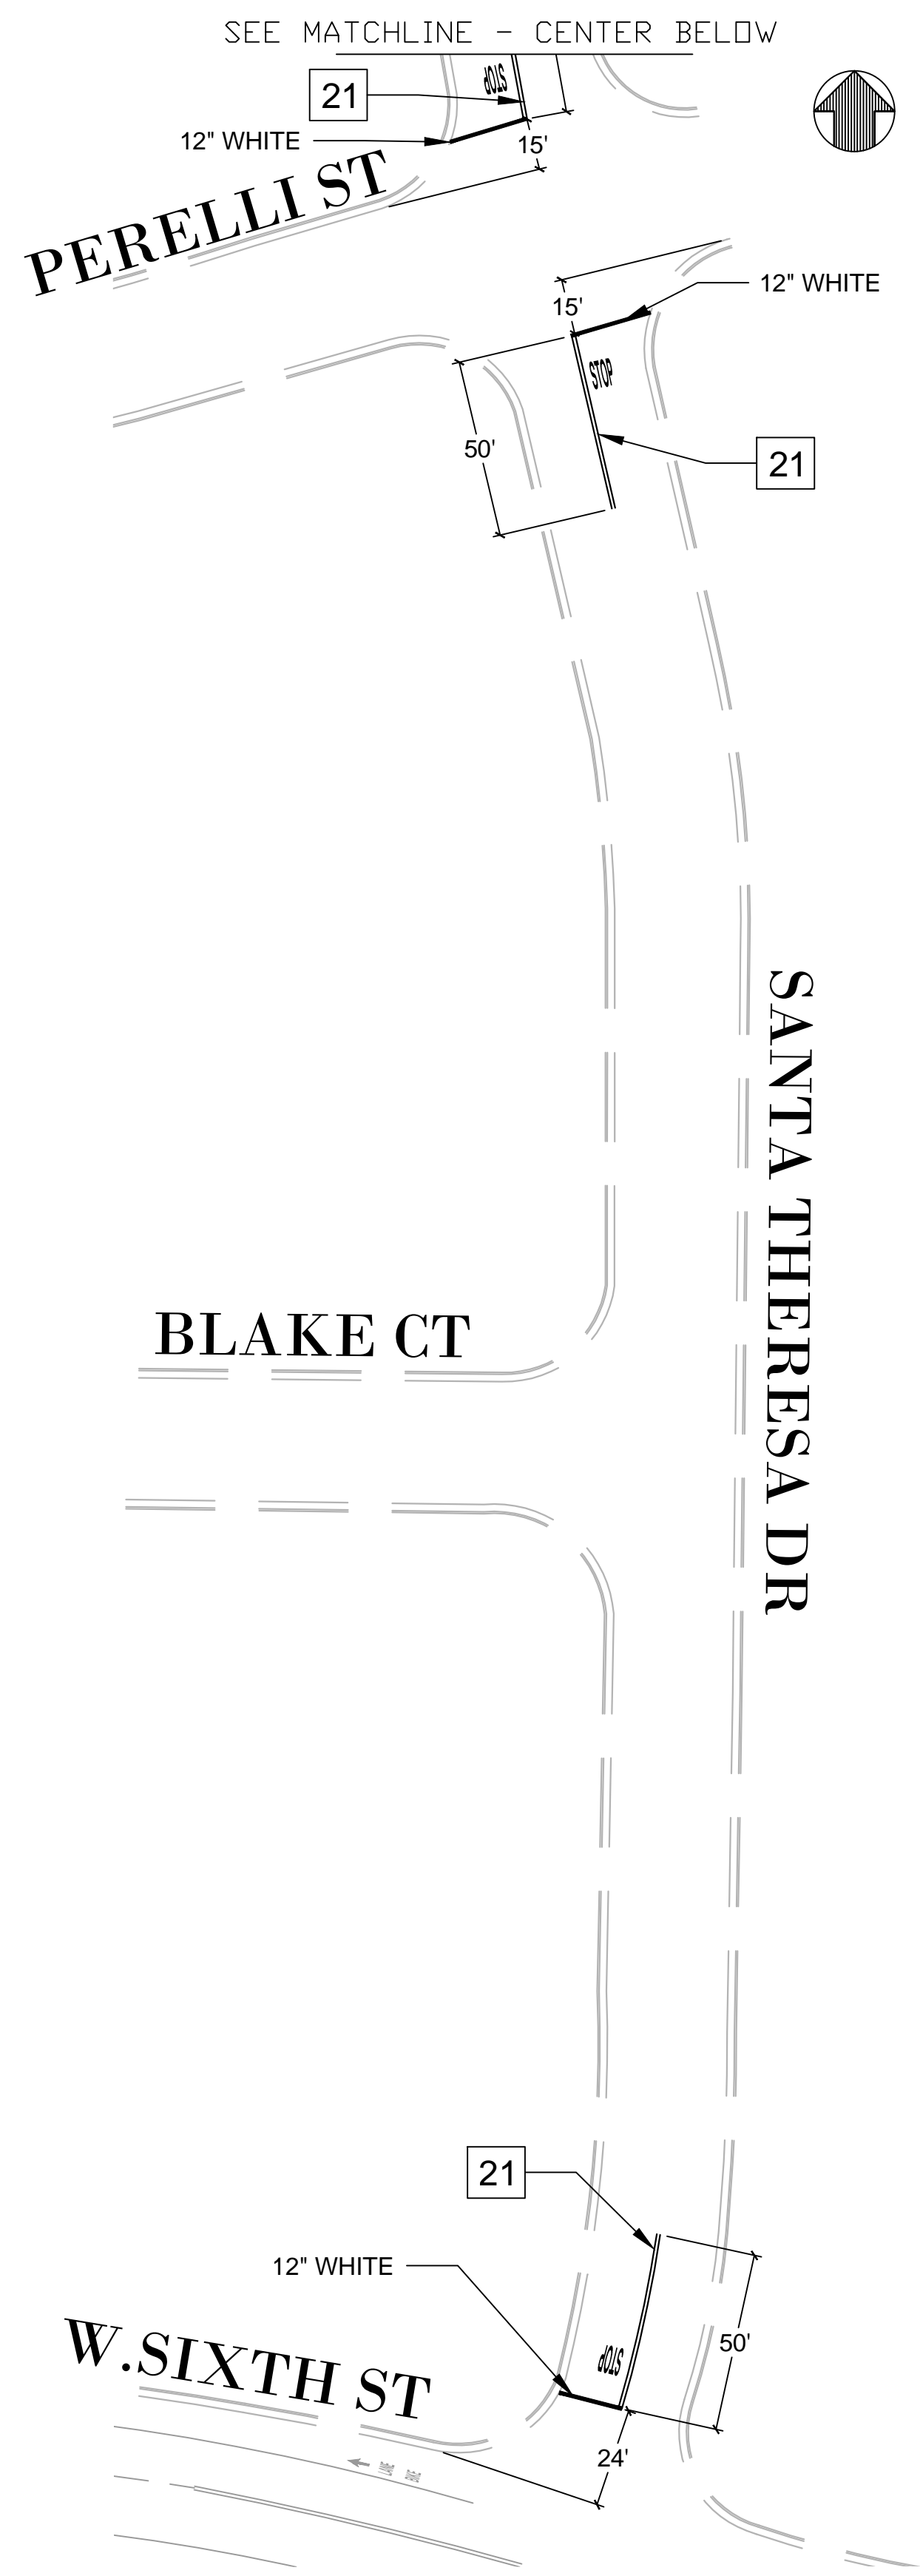 SEE MATCHLINE - CENTER BELOW
STOP
21
12" WHITE
15'
PERELLI ST
12" WHITE
15'
STOP
50'
21
SANTA THERESA DR
BLAKE CT
21
12" WHITE
50'
STOP
W.SIXTH ST
24'